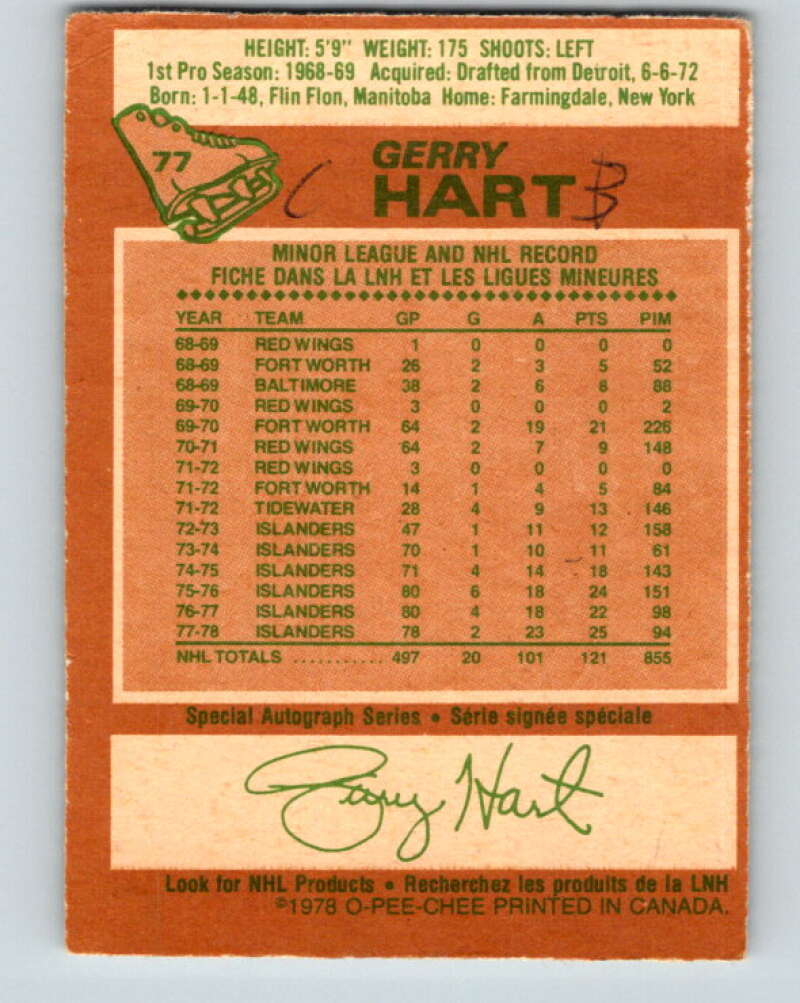 HEIGHT: 5'9" WEIGHT: 175 SHOOTS: LEFT
1st Pro Season: 1968-69 Acquired: Drafted from Detroit, 6-6-72
Born: 1-1-48, Flin Flon, Manitoba Home: Farmingdale, New York
77
GERRY
C HART B
MINOR LEAGUE AND NHL RECORD
FICHE DANS LA LNH ET LES LIGUES MINEURES
YEAR TEAM GP G A PTS PIM
68-69 RED WINGS 1 0 0 0 0
68-69 FORT WORTH 26 2 3 5 52
68-69 BALTIMORE 38 2 6 8 88
69-70 RED WINGS 3 0 0 0 2
69-70 FORT WORTH 64 2 19 21 226
70-71 RED WINGS 64 2 7 9 148
71-72 RED WINGS 3 0 0 0 0
71-72 FORT WORTH 14 1 4 5 84
71-72 TIDEWATER 28 4 9 13 146
72-73 ISLANDERS 47 1 11 12 158
73-74 ISLANDERS 70 1 10 11 61
74-75 ISLANDERS 71 4 14 18 143
75-76 ISLANDERS 80 6 18 24 151
76-77 ISLANDERS 80 4 18 22 98
77-78 ISLANDERS 78 2 23 25 94
NHL TOTALS ........... 497 20 101 121 855
Special Autograph Series • Série signée spéciale
Gerry Hart
Look for NHL Products • Recherchez les produits de la LNH
©1978 O-PEE-CHEE PRINTED IN CANADA.